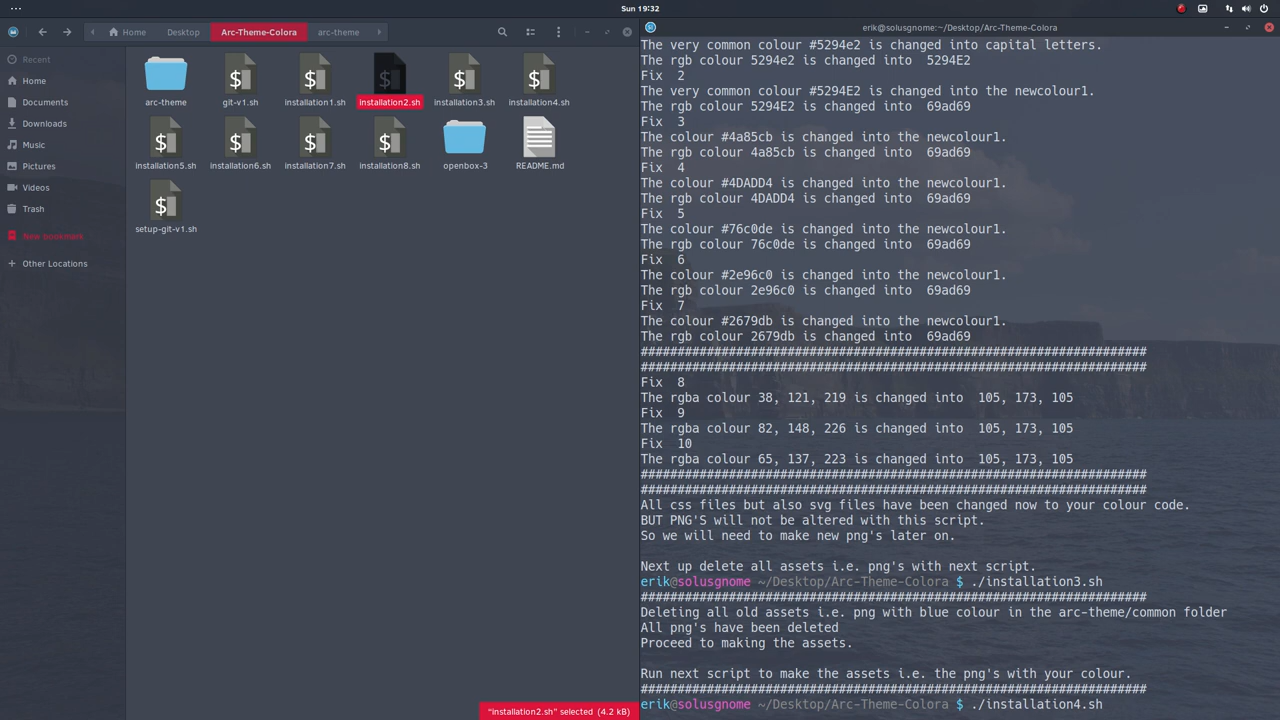 Sun 19:32
Home
Desktop
Arc-Theme-Colora
arc-theme
erik@solusgnome:~/Desktop/Arc-Theme-Colora
Recent
Home
Documents
Downloads
Music
Pictures
Videos
Trash
New bookmark
+ Other Locations
arc-theme
git-v1.sh
installation1.sh
installation2.sh
installation3.sh
installation4.sh
installation5.sh
installation6.sh
installation7.sh
installation8.sh
openbox-3
README.md
setup-git-v1.sh
"installation2.sh" selected (4.2 kB)
The very common colour #5294e2 is changed into capital letters.
The rgb colour 5294e2 is changed into  5294E2
Fix  2
The very common colour #5294E2 is changed into the newcolour1.
The rgb colour 5294E2 is changed into  69ad69
Fix  3
The colour #4a85cb is changed into the newcolour1.
The rgb colour 4a85cb is changed into  69ad69
Fix  4
The colour #4DADD4 is changed into the newcolour1.
The rgb colour 4DADD4 is changed into  69ad69
Fix  5
The colour #76c0de is changed into the newcolour1.
The rgb colour 76c0de is changed into  69ad69
Fix  6
The colour #2e96c0 is changed into the newcolour1.
The rgb colour 2e96c0 is changed into  69ad69
Fix  7
The colour #2679db is changed into the newcolour1.
The rgb colour 2679db is changed into  69ad69
#####################################################################
#####################################################################
Fix  8
The rgba colour 38, 121, 219 is changed into  105, 173, 105
Fix  9
The rgba colour 82, 148, 226 is changed into  105, 173, 105
Fix  10
The rgba colour 65, 137, 223 is changed into  105, 173, 105
#####################################################################
#####################################################################
All css files but also svg files have been changed now to your colour code.
BUT PNG'S will not be altered with this script.
So we will need to make new png's later on.
Next up delete all assets i.e. png's with next script.
erik@solusgnome ~/Desktop/Arc-Theme-Colora $ ./installation3.sh
#####################################################################
Deleting all old assets i.e. png with blue colour in the arc-theme/common folder
All png's have been deleted
Proceed to making the assets.
Run next script to make the assets i.e. the png's with your colour.
#####################################################################
erik@solusgnome ~/Desktop/Arc-Theme-Colora $ ./installation4.sh